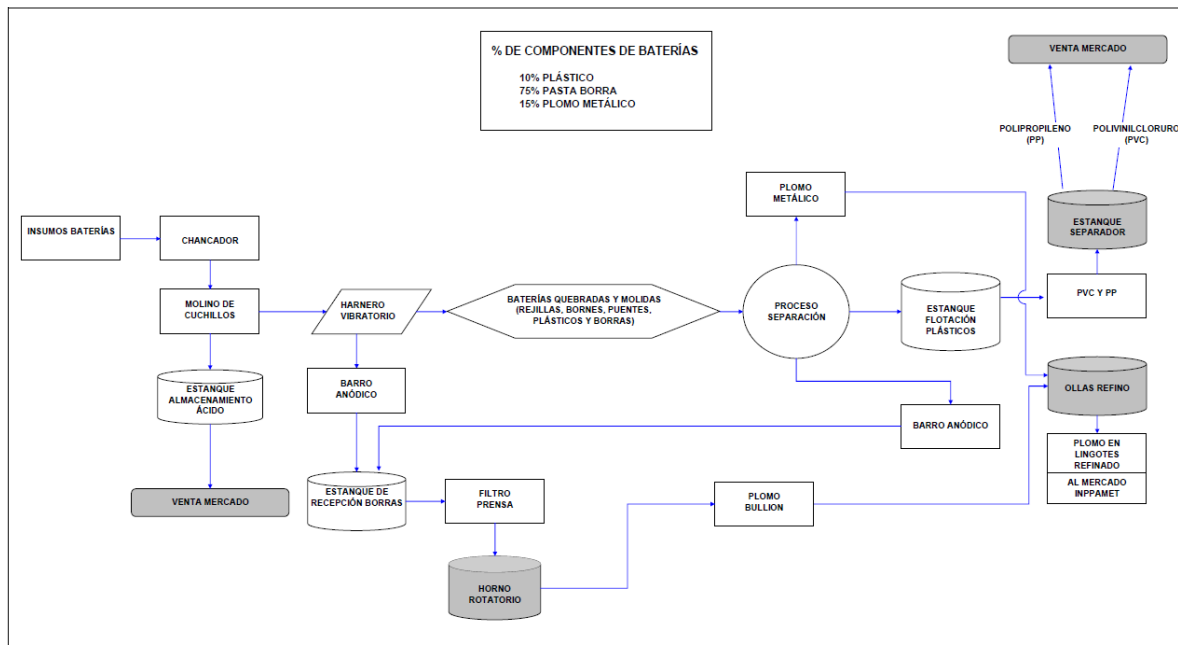 % DE COMPONENTES DE BATERÍAS
10% PLÁSTICO
75% PASTA BORRA
15% PLOMO METÁLICO
VENTA MERCADO
POLIPROPILENO
(PP)
POLIVINILCLORURO
(PVC)
PLOMO
METÁLICO
ESTANQUE
SEPARADOR
INSUMOS BATERÍAS
CHANCADOR
MOLINO DE
CUCHILLOS
HARNERO
VIBRATORIO
BATERÍAS QUEBRADAS Y MOLIDAS
(REJILLAS, BORNES, PUENTES,
PLÁSTICOS Y BORRAS)
PROCESO
SEPARACIÓN
ESTANQUE
FLOTACIÓN
PLÁSTICOS
PVC Y PP
ESTANQUE
ALMACENAMIENTO
ÁCIDO
BARRO
ANÓDICO
OLLAS REFINO
BARRO ANÓDICO
PLOMO EN
LINGOTES
REFINADO
AL MERCADO
INPPAMET
VENTA MERCADO
ESTANQUE DE
RECEPCIÓN BORRAS
FILTRO
PRENSA
PLOMO
BULLION
HORNO
ROTATORIO